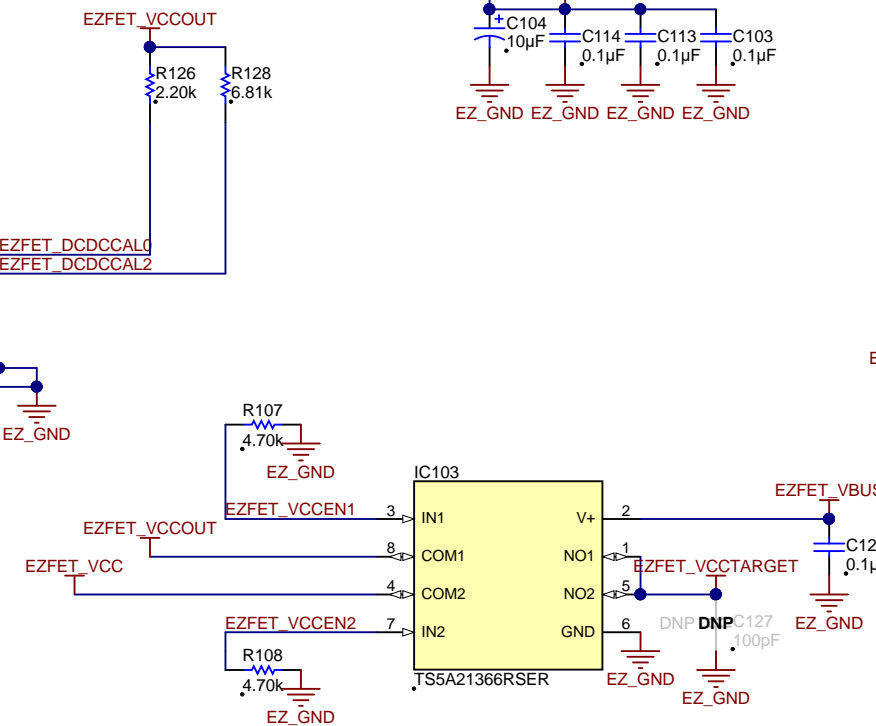 EZFET_VCCOUT
R126
2.20k
R128
6.81k
C104
10µF
C114
0.1µF
C113
0.1µF
C103
0.1µF
EZ_GND EZ_GND EZ_GND EZ_GND
EZFET_DCDCCAL0
EZFET_DCDCCAL2
EZ_GND
R107
4.70k
EZ_GND
IC103
EZFET_VCCEN1
3 IN1
V+ 2
EZFET_VBUS
EZFET_VCCOUT
8 COM1
NO1 1
C12
0.1µ
EZFET_VCC
4 COM2
NO2 5
EZFET_VCCTARGET
EZFET_VCCEN2
7 IN2
GND 6
DNP DNP C127
100pF
EZ_GND
R108
4.70k
EZ_GND
TS5A21366RSER
EZ_GND
EZ_GND